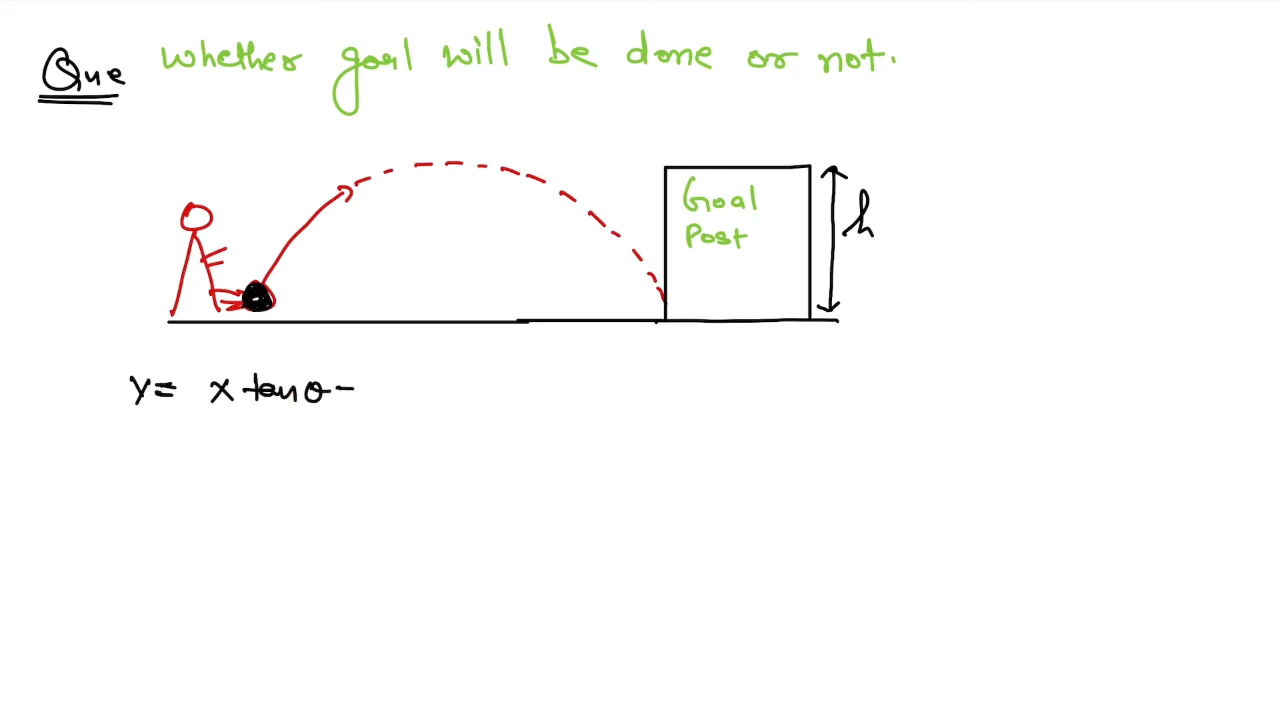 Que whether goal will be done or not.
Goal
Post
h
y = x tanθ -